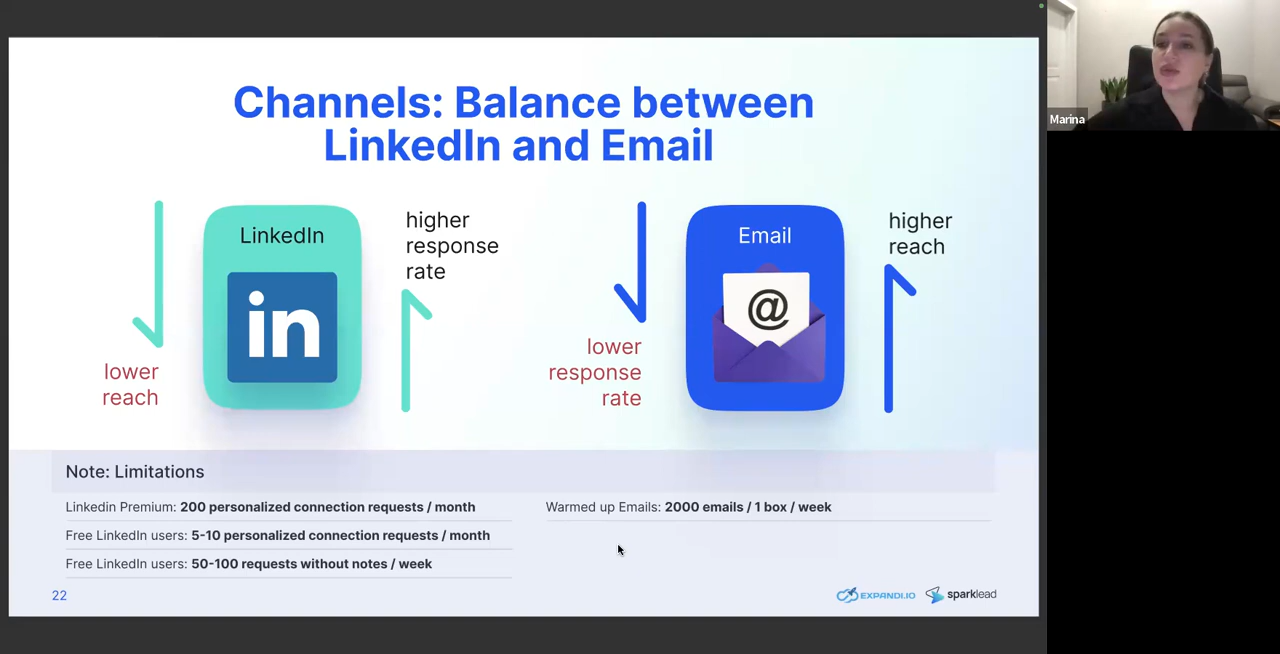 Channels: Balance between
LinkedIn and Email
LinkedIn
in
lower
reach
higher
response
rate
Email
@
lower
response
rate
higher
reach
Note: Limitations
Linkedin Premium: 200 personalized connection requests / month
Free LinkedIn users: 5-10 personalized connection requests / month
Free LinkedIn users: 50-100 requests without notes / week
Warmed up Emails: 2000 emails / 1 box / week
22
EXPANDI.IO
sparklead
Marina